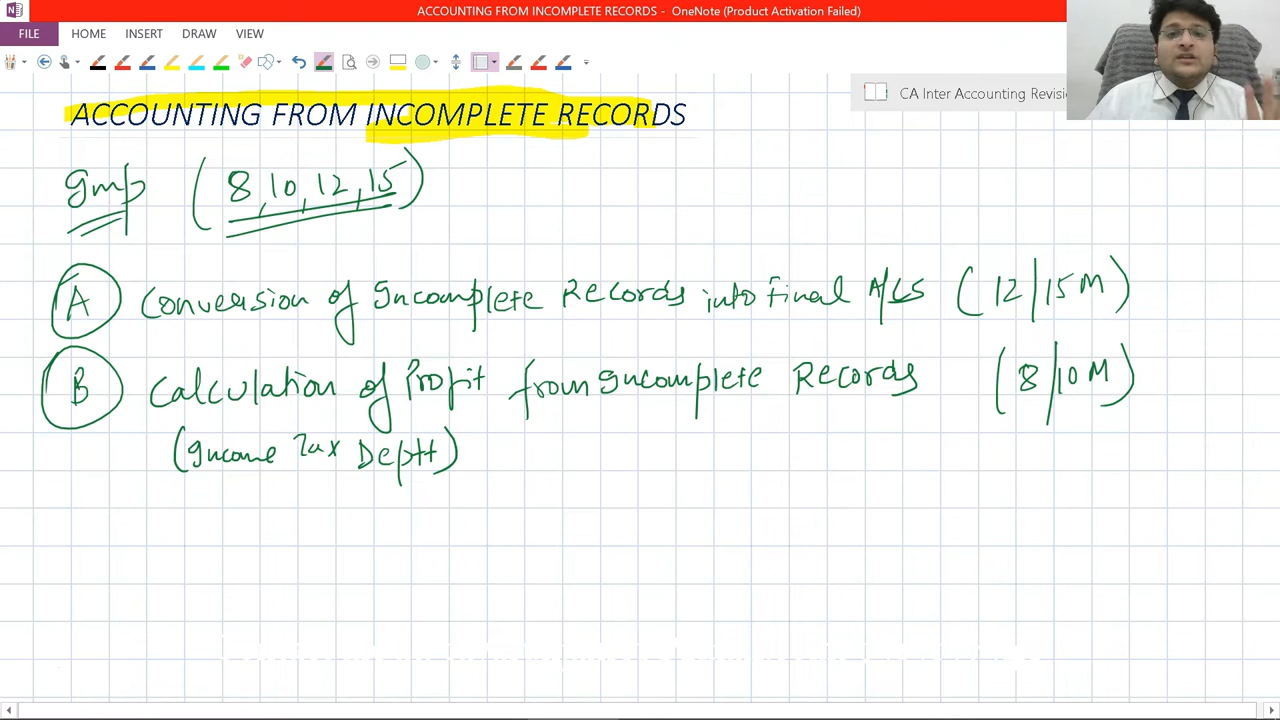 ACCOUNTING FROM INCOMPLETE RECORDS - OneNote (Product Activation Failed)
FILE HOME INSERT DRAW VIEW
CA Inter Accounting Revisi
ACCOUNTING FROM INCOMPLETE RECORDS
Imp (8, 10, 12, 15)
A Conversion of Incomplete Records into Final A/cs (12/15 M)
B Calculation of Profit from Incomplete Records (8/10 M)
(Income Tax Deptt)